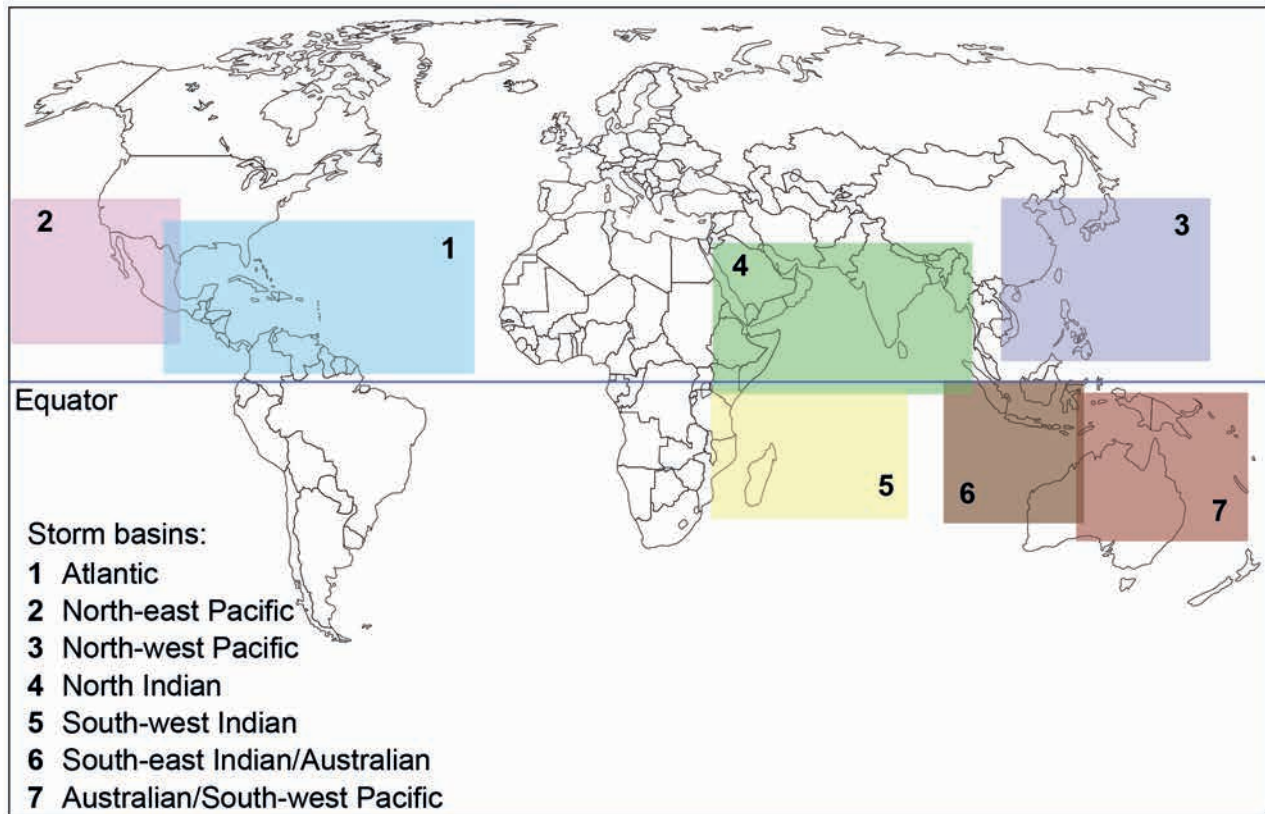 2
1
3
4
Equator
5
6
7
Storm basins:
1 Atlantic
2 North-east Pacific
3 North-west Pacific
4 North Indian
5 South-west Indian
6 South-east Indian/Australian
7 Australian/South-west Pacific